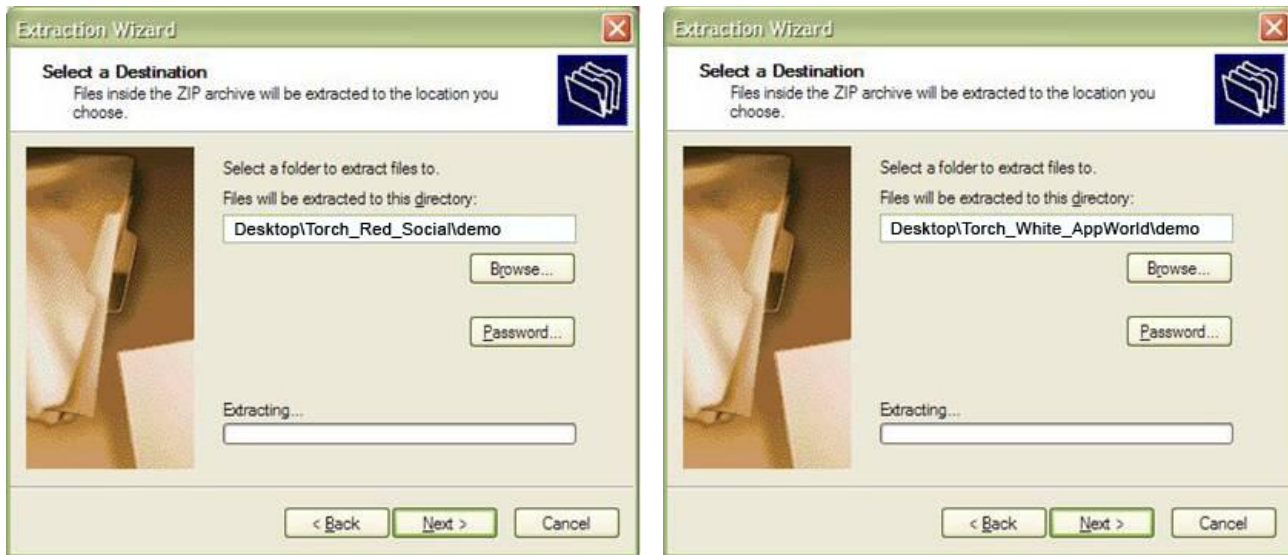 Extraction Wizard
Select a Destination
Files inside the ZIP archive will be extracted to the location you
choose.
Select a folder to extract files to.
Files will be extracted to this directory:
Desktop\Torch_Red_Social\demo
Browse...
Password...
Extracting...
< Back Next > Cancel
Extraction Wizard
Select a Destination
Files inside the ZIP archive will be extracted to the location you
choose.
Select a folder to extract files to.
Files will be extracted to this directory:
Desktop\Torch_White_AppWorld\demo
Browse...
Password...
Extracting...
< Back Next > Cancel